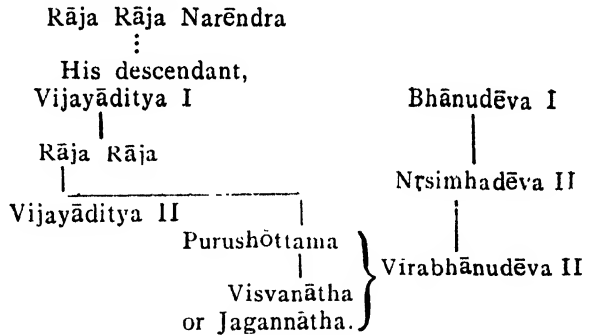 Rāja Rāja Narēndra
His descendant,
Vijayāditya I
Bhānudēva I
Rāja Rāja
Nṛsimhadēva II
Vijayāditya II
Purushōttama
Virabhānudēva II
Visvanātha
or Jagannātha.